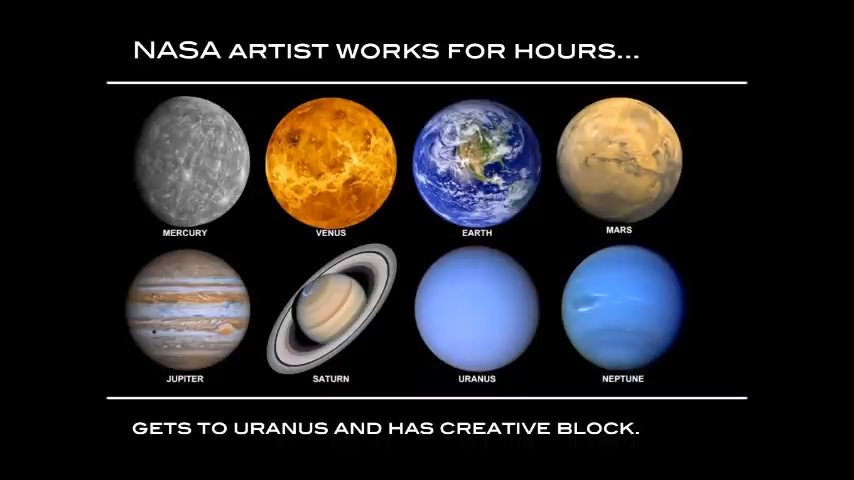 NASA ARTIST WORKS FOR HOURS...
MERCURY VENUS EARTH MARS
JUPITER SATURN URANUS NEPTUNE
GETS TO URANUS AND HAS CREATIVE BLOCK.